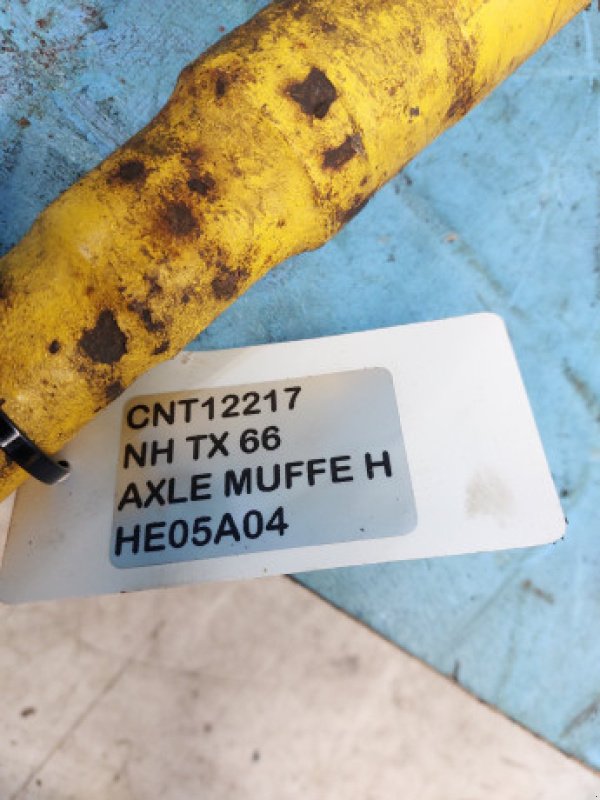 CNT12217
NH TX 66
AXLE MUFFE H
HE05A04